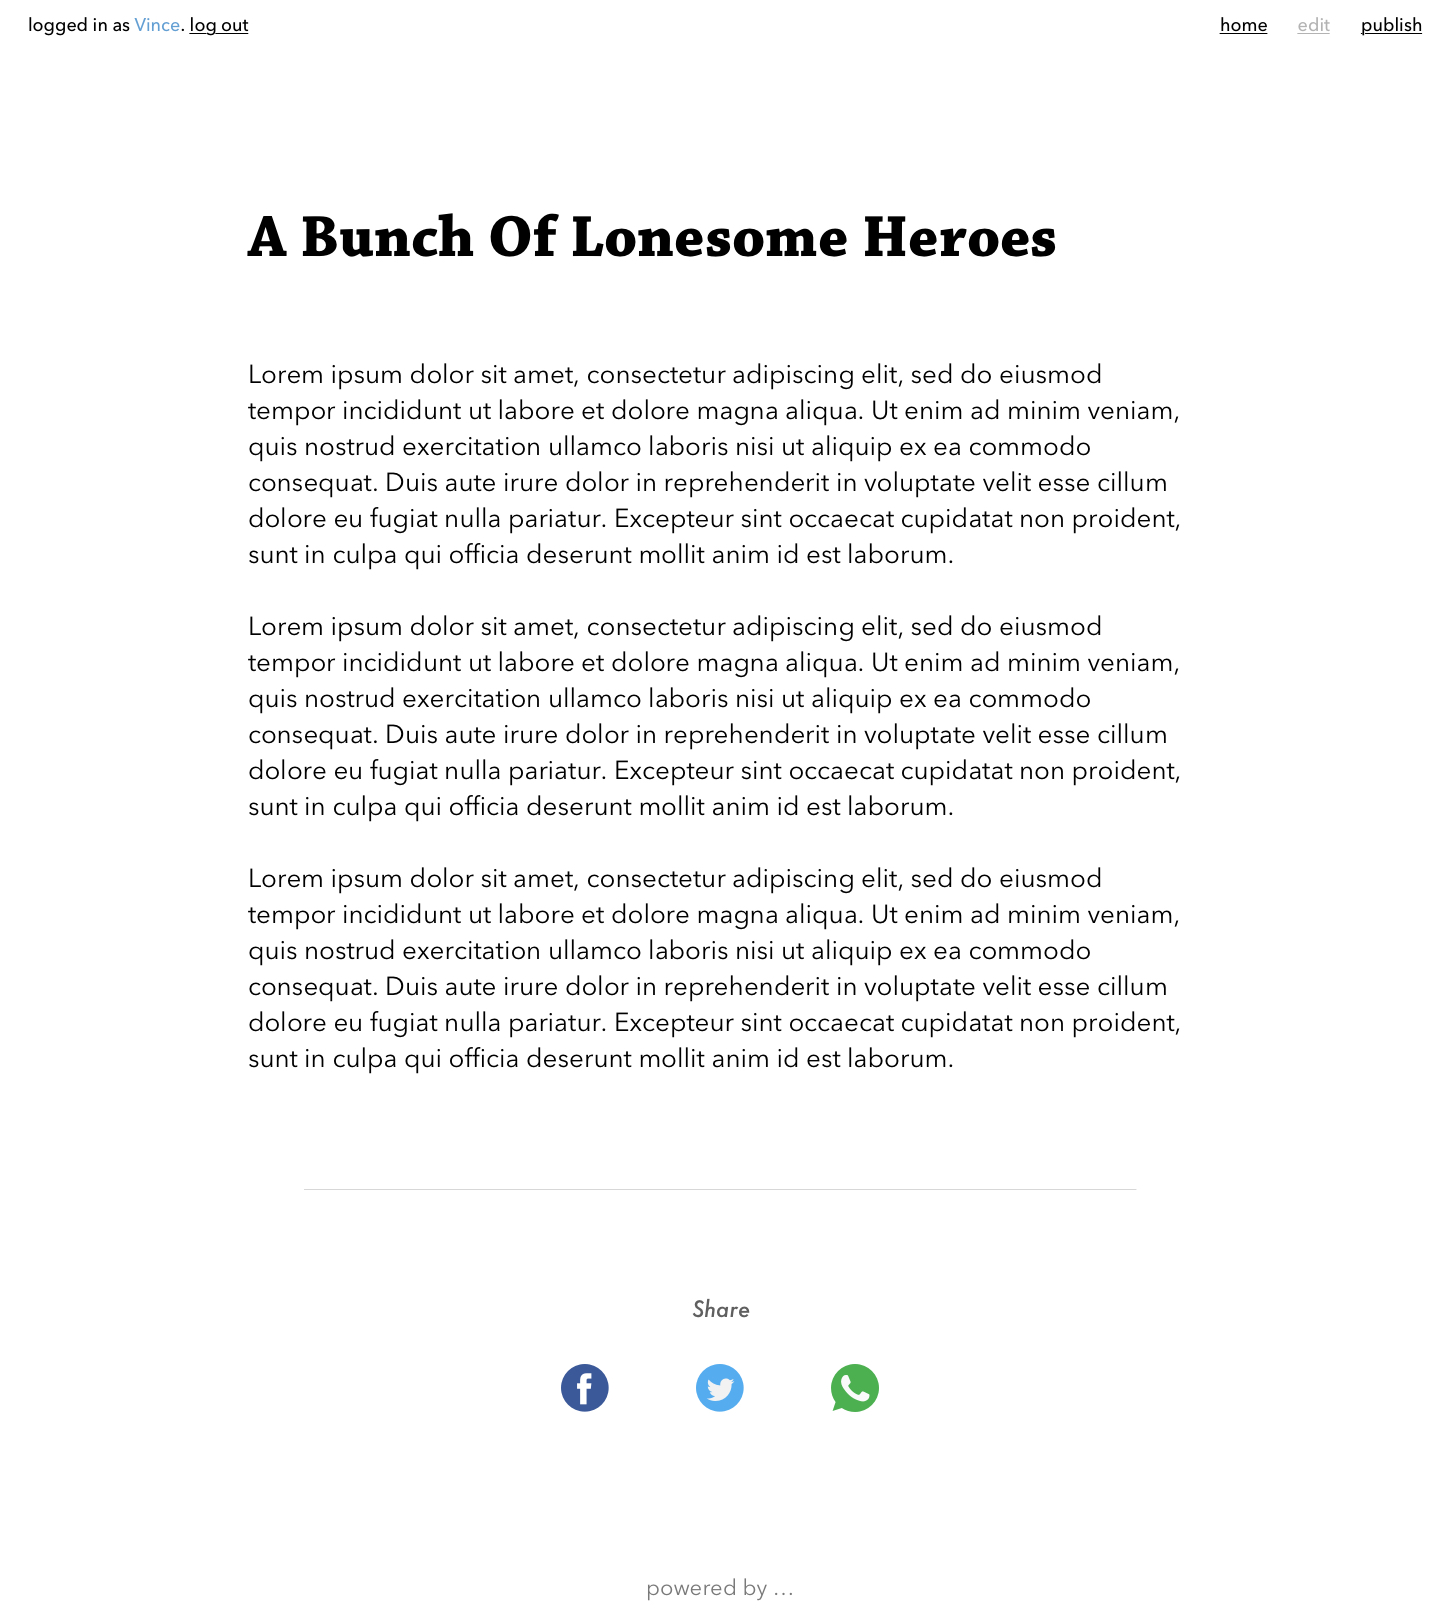 logged in as Vince. log out
home edit publish
A Bunch Of Lonesome Heroes
Lorem ipsum dolor sit amet, consectetur adipiscing elit, sed do eiusmod
tempor incididunt ut labore et dolore magna aliqua. Ut enim ad minim veniam,
quis nostrud exercitation ullamco laboris nisi ut aliquip ex ea commodo
consequat. Duis aute irure dolor in reprehenderit in voluptate velit esse cillum
dolore eu fugiat nulla pariatur. Excepteur sint occaecat cupidatat non proident,
sunt in culpa qui officia deserunt mollit anim id est laborum.
Lorem ipsum dolor sit amet, consectetur adipiscing elit, sed do eiusmod
tempor incididunt ut labore et dolore magna aliqua. Ut enim ad minim veniam,
quis nostrud exercitation ullamco laboris nisi ut aliquip ex ea commodo
consequat. Duis aute irure dolor in reprehenderit in voluptate velit esse cillum
dolore eu fugiat nulla pariatur. Excepteur sint occaecat cupidatat non proident,
sunt in culpa qui officia deserunt mollit anim id est laborum.
Lorem ipsum dolor sit amet, consectetur adipiscing elit, sed do eiusmod
tempor incididunt ut labore et dolore magna aliqua. Ut enim ad minim veniam,
quis nostrud exercitation ullamco laboris nisi ut aliquip ex ea commodo
consequat. Duis aute irure dolor in reprehenderit in voluptate velit esse cillum
dolore eu fugiat nulla pariatur. Excepteur sint occaecat cupidatat non proident,
sunt in culpa qui officia deserunt mollit anim id est laborum.
Share
powered by …